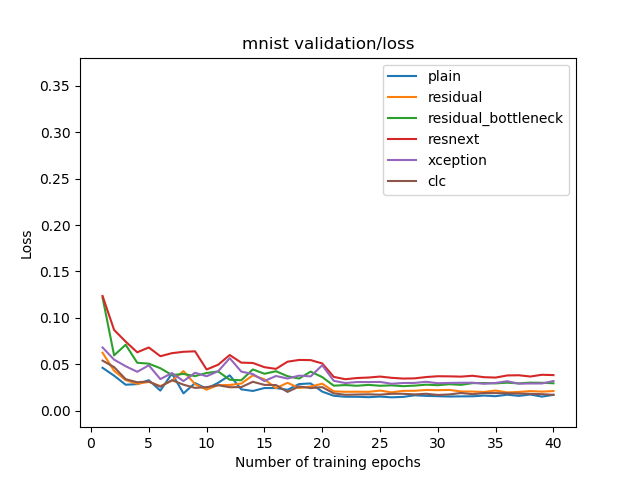 mnist validation/loss
plain
residual
residual_bottleneck
resnext
xception
clc
Loss
0.35
0.30
0.25
0.20
0.15
0.10
0.05
0.00
0 5 10 15 20 25 30 35 40
Number of training epochs